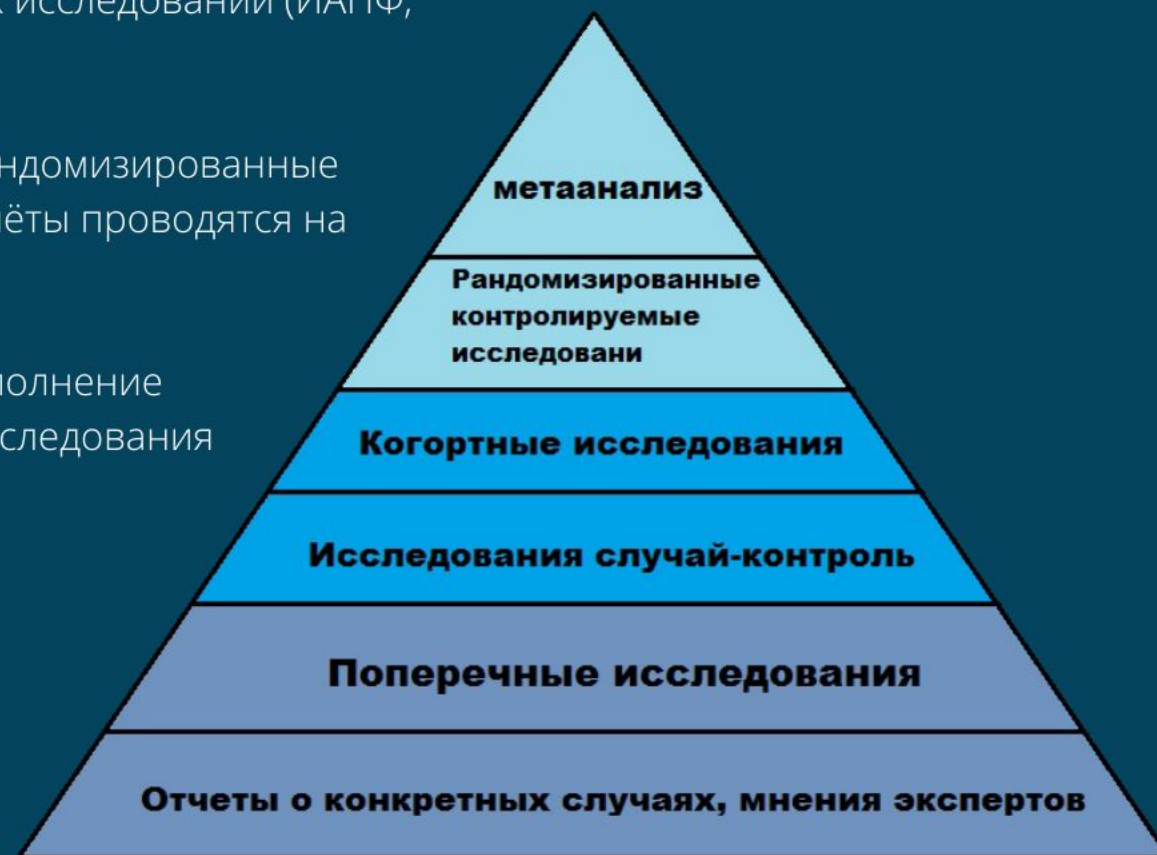 исследований (ИАПФ,
ндомизированные
ёты проводятся на
полнение
следования
метаанализ
Рандомизированные
контролируемые
исследовани
Когортные исследования
Исследования случай-контроль
Поперечные исследования
Отчеты о конкретных случаях, мнения экспертов